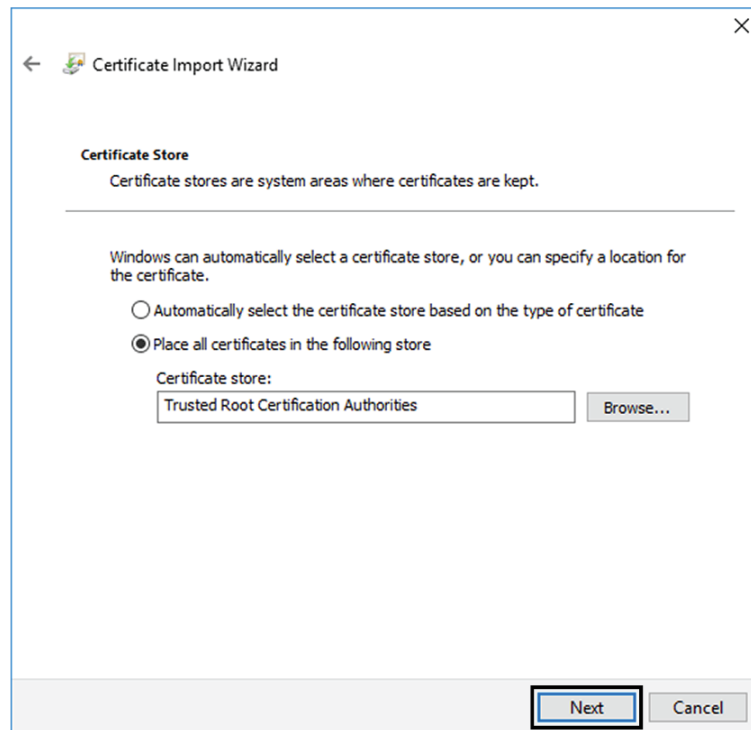 Certificate Import Wizard
Certificate Store
Certificate stores are system areas where certificates are kept.
Windows can automatically select a certificate store, or you can specify a location for
the certificate.
Automatically select the certificate store based on the type of certificate
Place all certificates in the following store
Certificate store:
Trusted Root Certification Authorities
Browse...
Next
Cancel